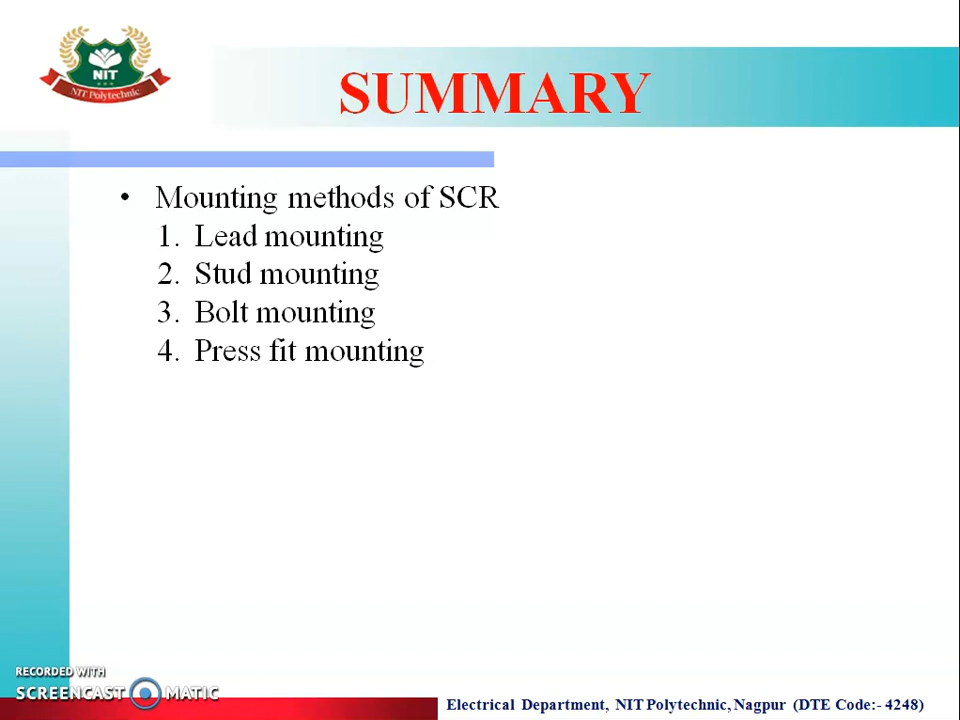 NIT
NIT Polytechnic
SUMMARY
• Mounting methods of SCR
1. Lead mounting
2. Stud mounting
3. Bolt mounting
4. Press fit mounting
RECORDED WITH
SCREENCAST MATIC
Electrical Department, NIT Polytechnic, Nagpur (DTE Code:- 4248)